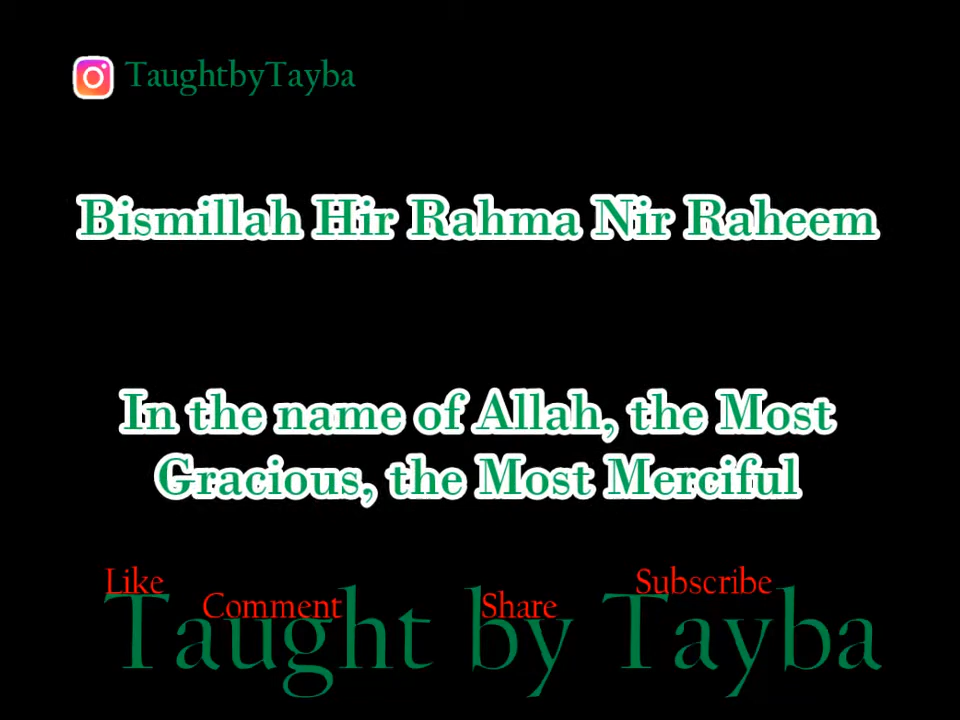 TaughtbyTayba
Bismillah Hir Rahma Nir Raheem
In the name of Allah, the Most
Gracious, the Most Merciful
Like
Comment
Share
Subscribe
Taught by Tayba